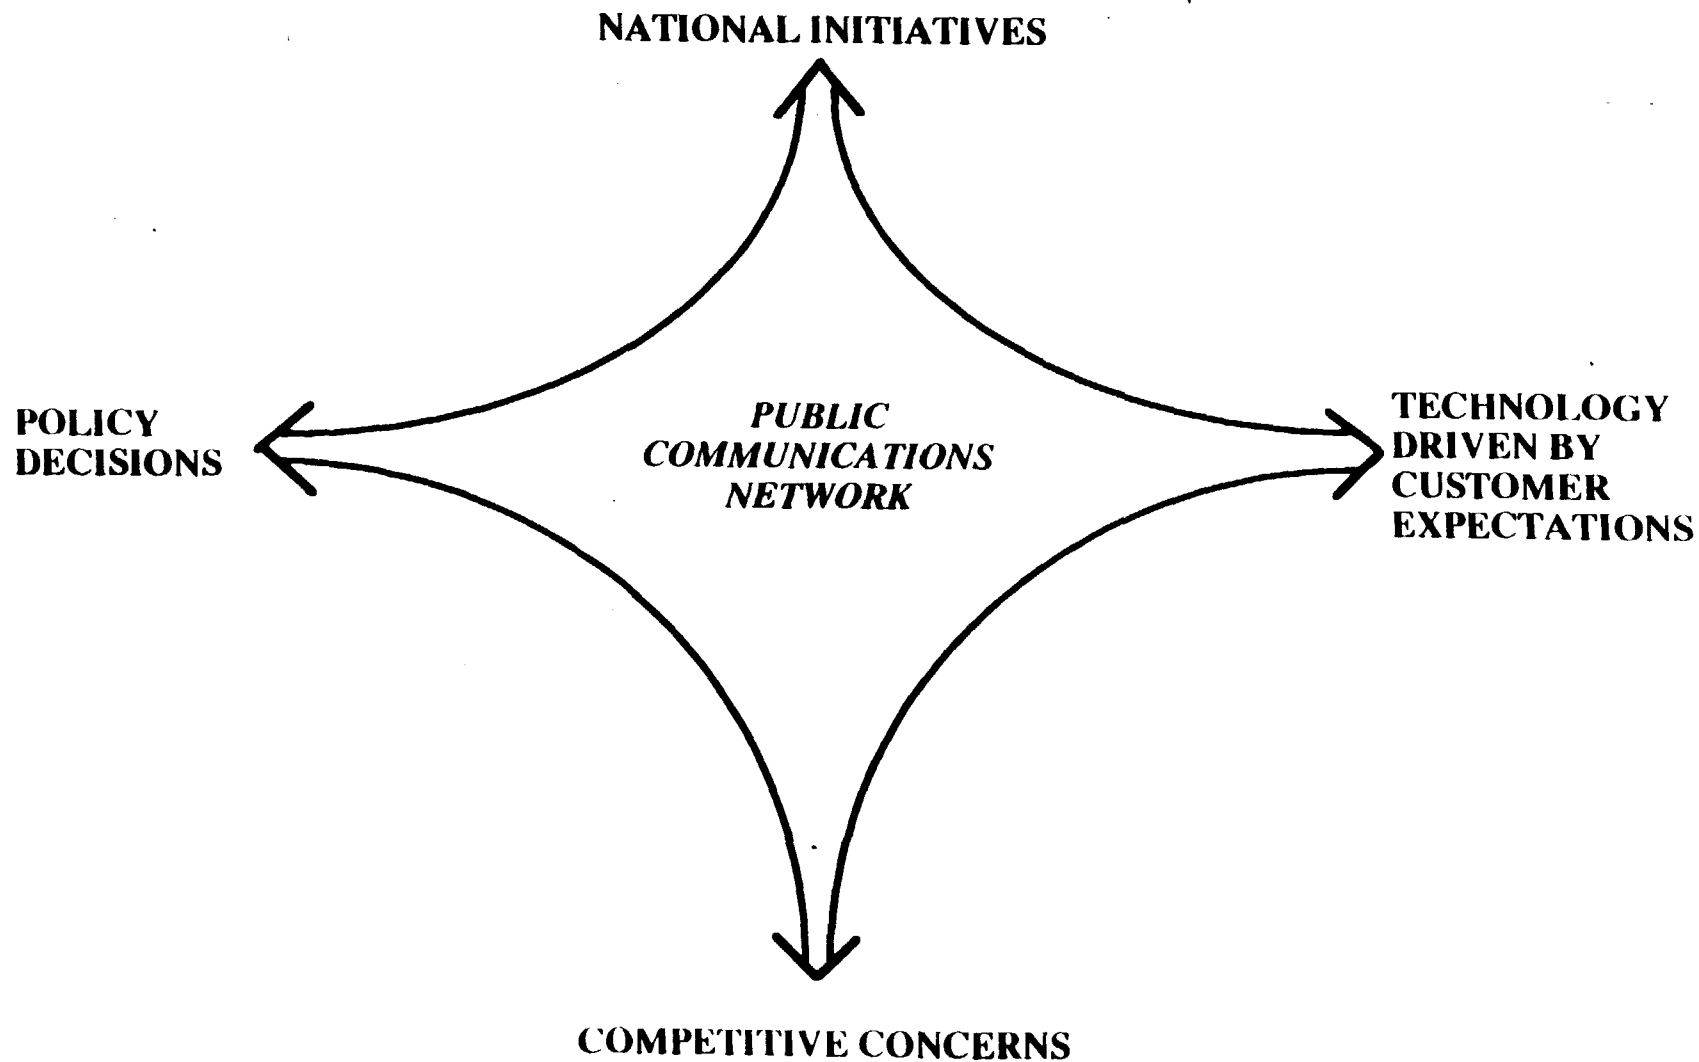 NATIONAL INITIATIVES
POLICY
DECISIONS
PUBLIC
COMMUNICATIONS
NETWORK
TECHNOLOGY
DRIVEN BY
CUSTOMER
EXPECTATIONS
COMPETITIVE CONCERNS